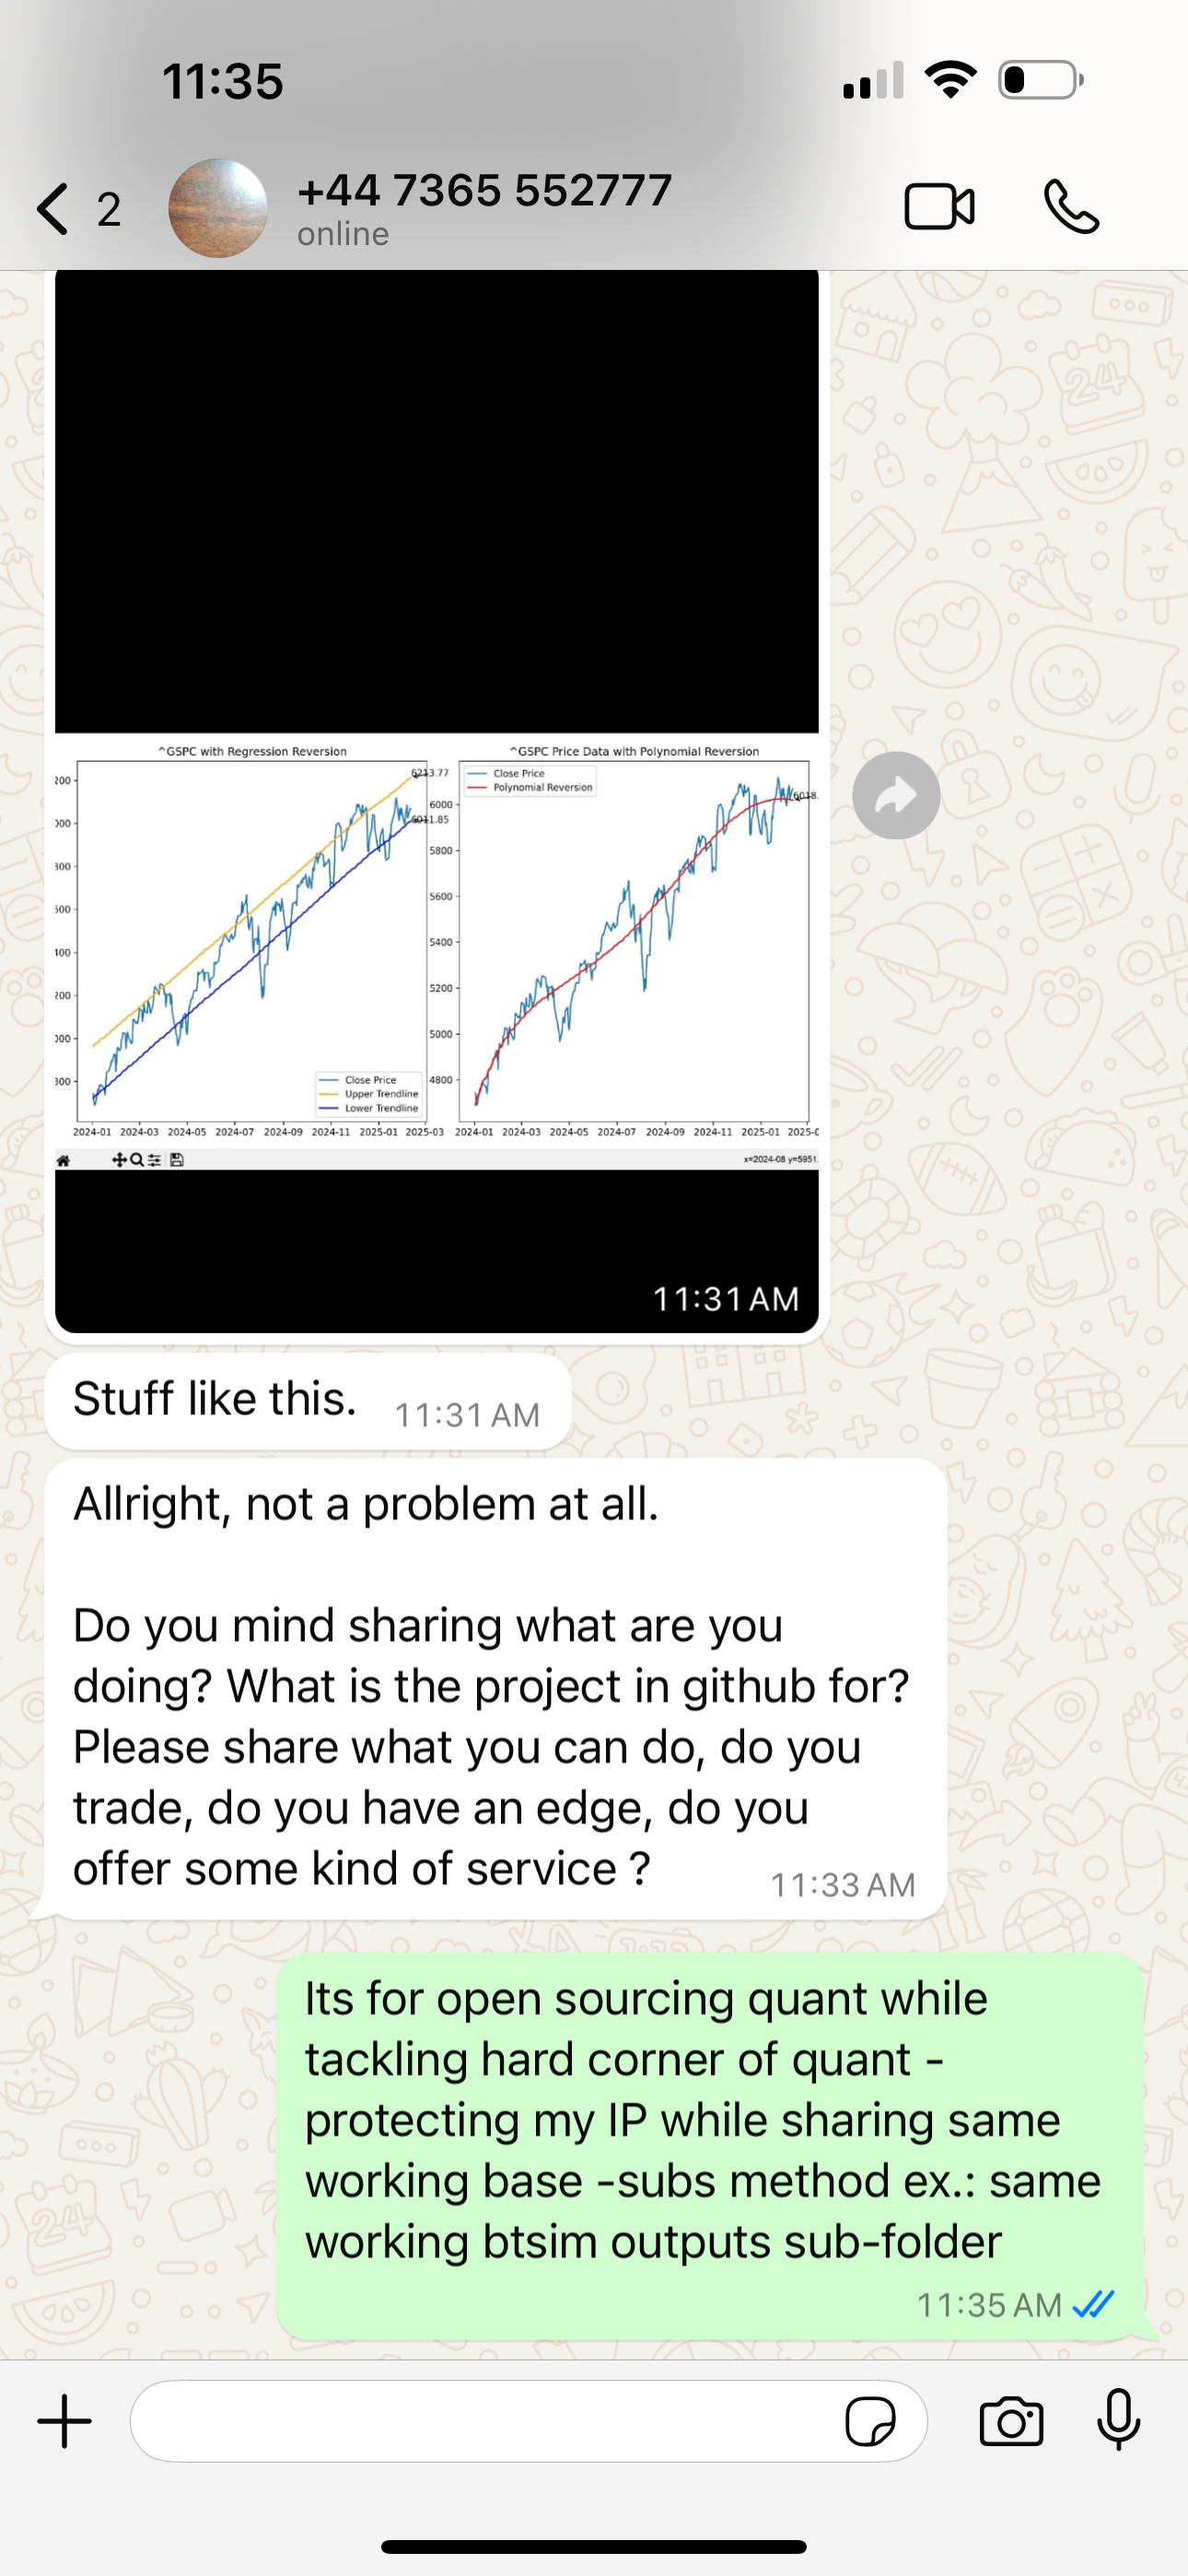 11:35
2
+44 7365 552777
online
^GSPC with Regression Reversion
^GSPC Price Data with Polynomial Reversion
6213.77
6011.85
Close Price
Upper Trendline
Lower Trendline
2024-01 2024-03 2024-05 2024-07 2024-09 2024-11 2025-01 2025-03
Close Price
Polynomial Reversion
6018.
6000
5800
5600
5400
5200
5000
4800
2024-01 2024-03 2024-05 2024-07 2024-09 2024-11 2025-01 2025-0
x=2024-08 y=5951.
11:31 AM
Stuff like this.
11:31 AM
Allright, not a problem at all.
Do you mind sharing what are you
doing? What is the project in github for?
Please share what you can do, do you
trade, do you have an edge, do you
offer some kind of service ?
11:33 AM
Its for open sourcing quant while
tackling hard corner of quant -
protecting my IP while sharing same
working base -subs method ex.: same
working btsim outputs sub-folder
11:35 AM